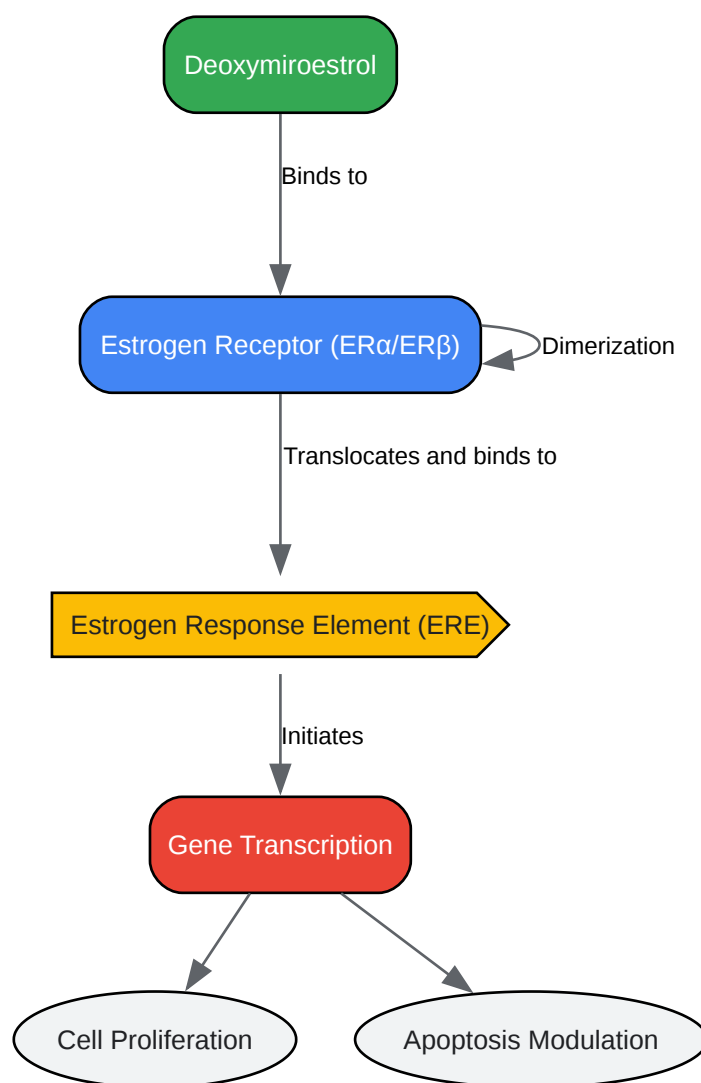 Deoxymiroestrol
Binds to
Estrogen Receptor (ERα/ERβ)
Dimerization
Translocates and binds to
Estrogen Response Element (ERE)
Initiates
Gene Transcription
Cell Proliferation
Apoptosis Modulation